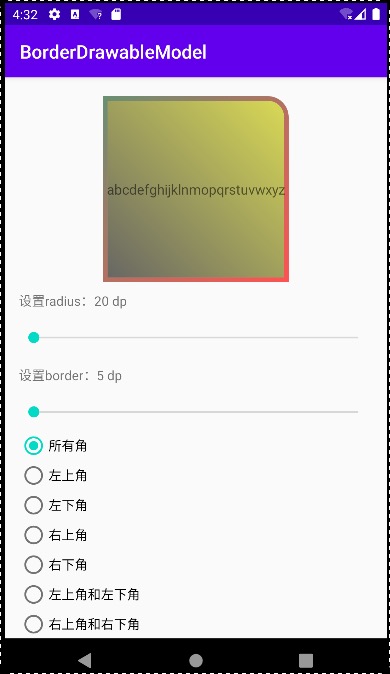 4:32
BorderDrawableModel
abcdefghijklnmopqrstuvwxyz
设置radius：20 dp
设置border：5 dp
所有角
左上角
左下角
右上角
右下角
左上角和左下角
右上角和右下角